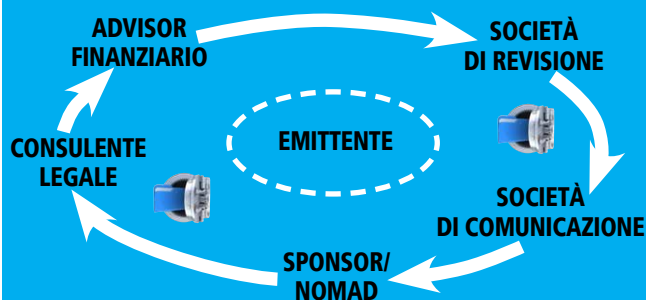 ADVISOR
FINANZIARIO
SOCIETÀ
DI REVISIONE
EMITTENTE
CONSULENTE
LEGALE
SOCIETÀ
DI COMUNICAZIONE
SPONSOR/
NOMAD